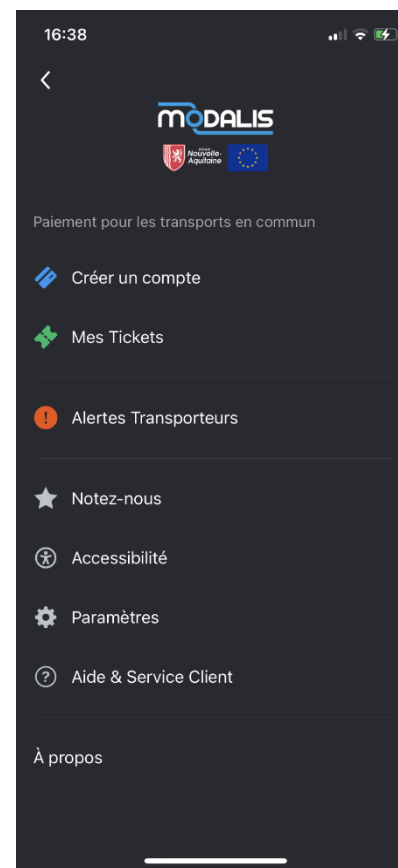 16:38
MODALIS
Nouvelle-
Aquitaine
Paiement pour les transports en commun
Créer un compte
Mes Tickets
Alertes Transporteurs
Notez-nous
Accessibilité
Paramètres
Aide & Service Client
À propos